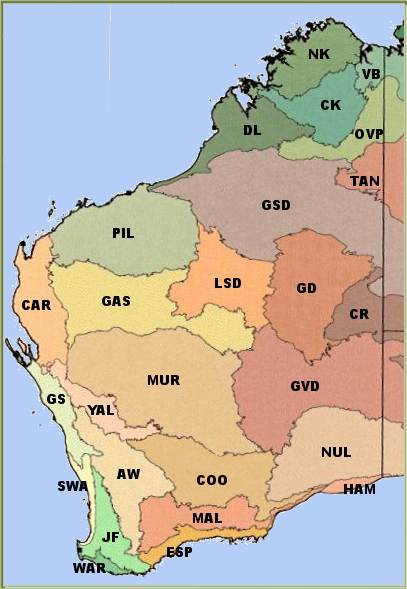 NK
VB
CK
DL
OVP
TAN
GSD
PIL
LSD
GD
CAR
GAS
CR
MUR
GVD
GS
YAL
NUL
AW
COO
SWA
HAM
MAL
JF
ESP
WAR